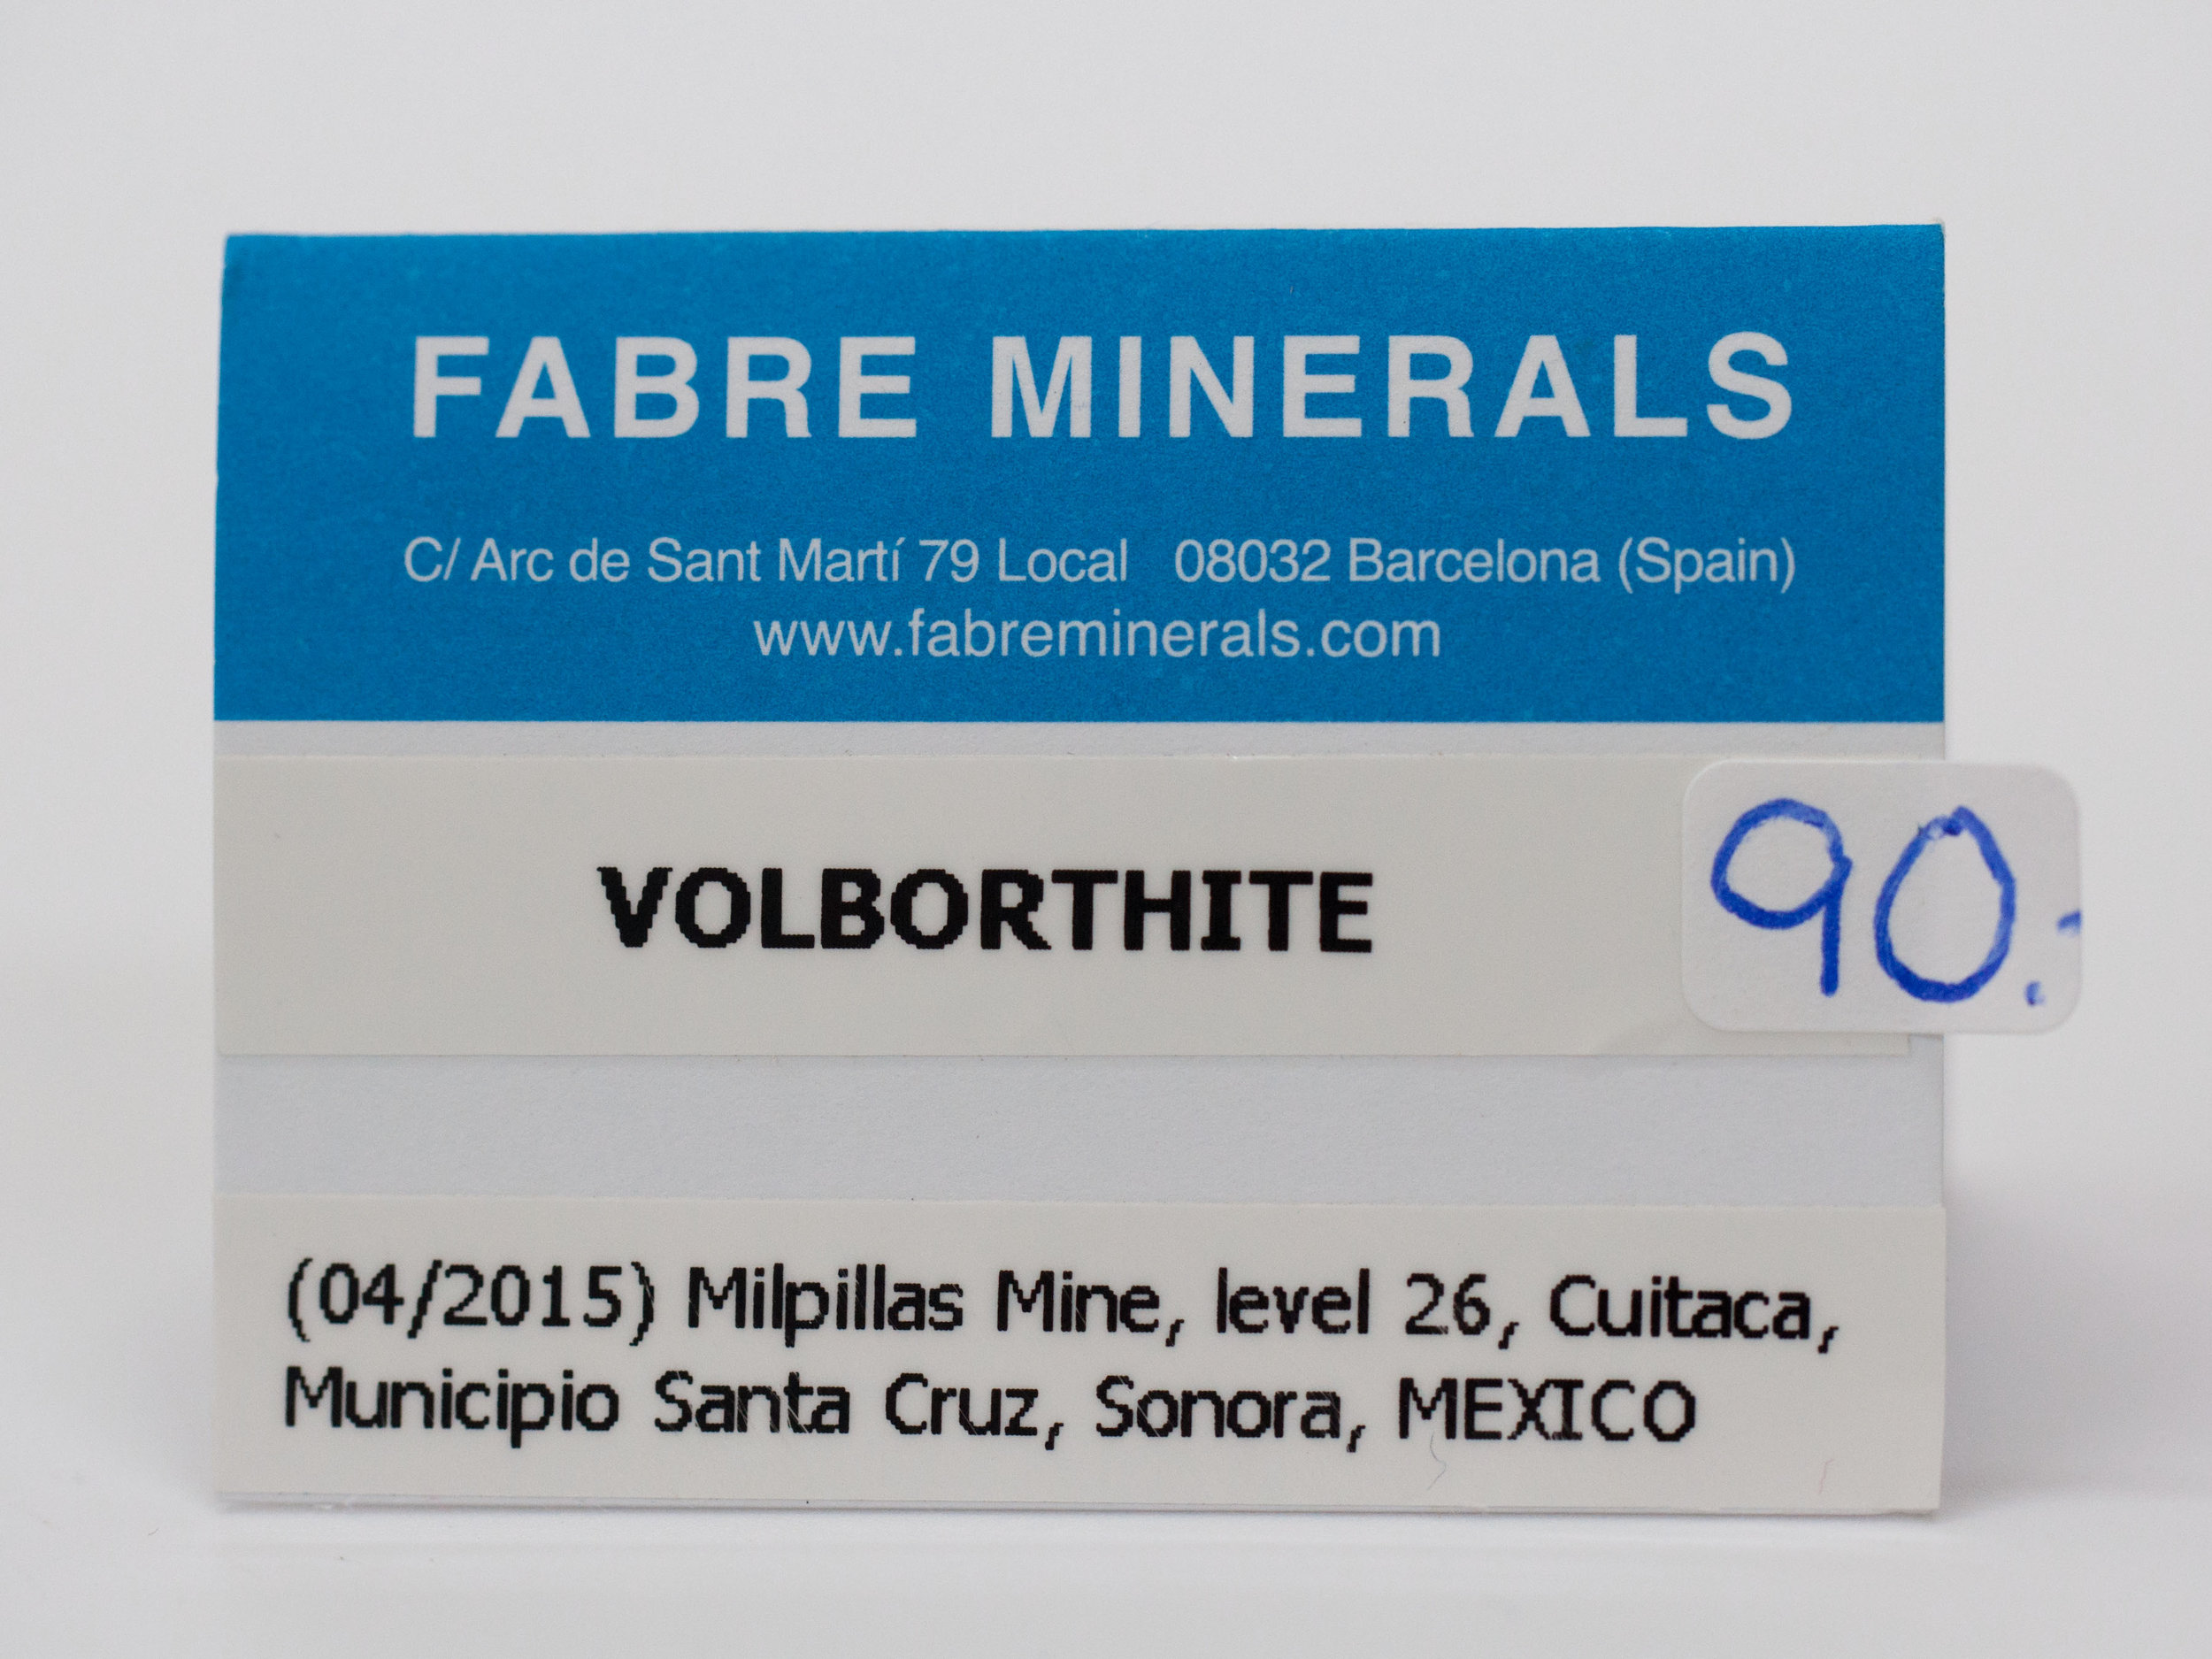 FABRE MINERALS
C/ Arc de Sant Martí 79 Local 08032 Barcelona (Spain)
www.fabreminerals.com
VOLBORTHITE
90.-
(04/2015) Milpillas Mine, level 26, Cuitaca,
Municipio Santa Cruz, Sonora, MEXICO